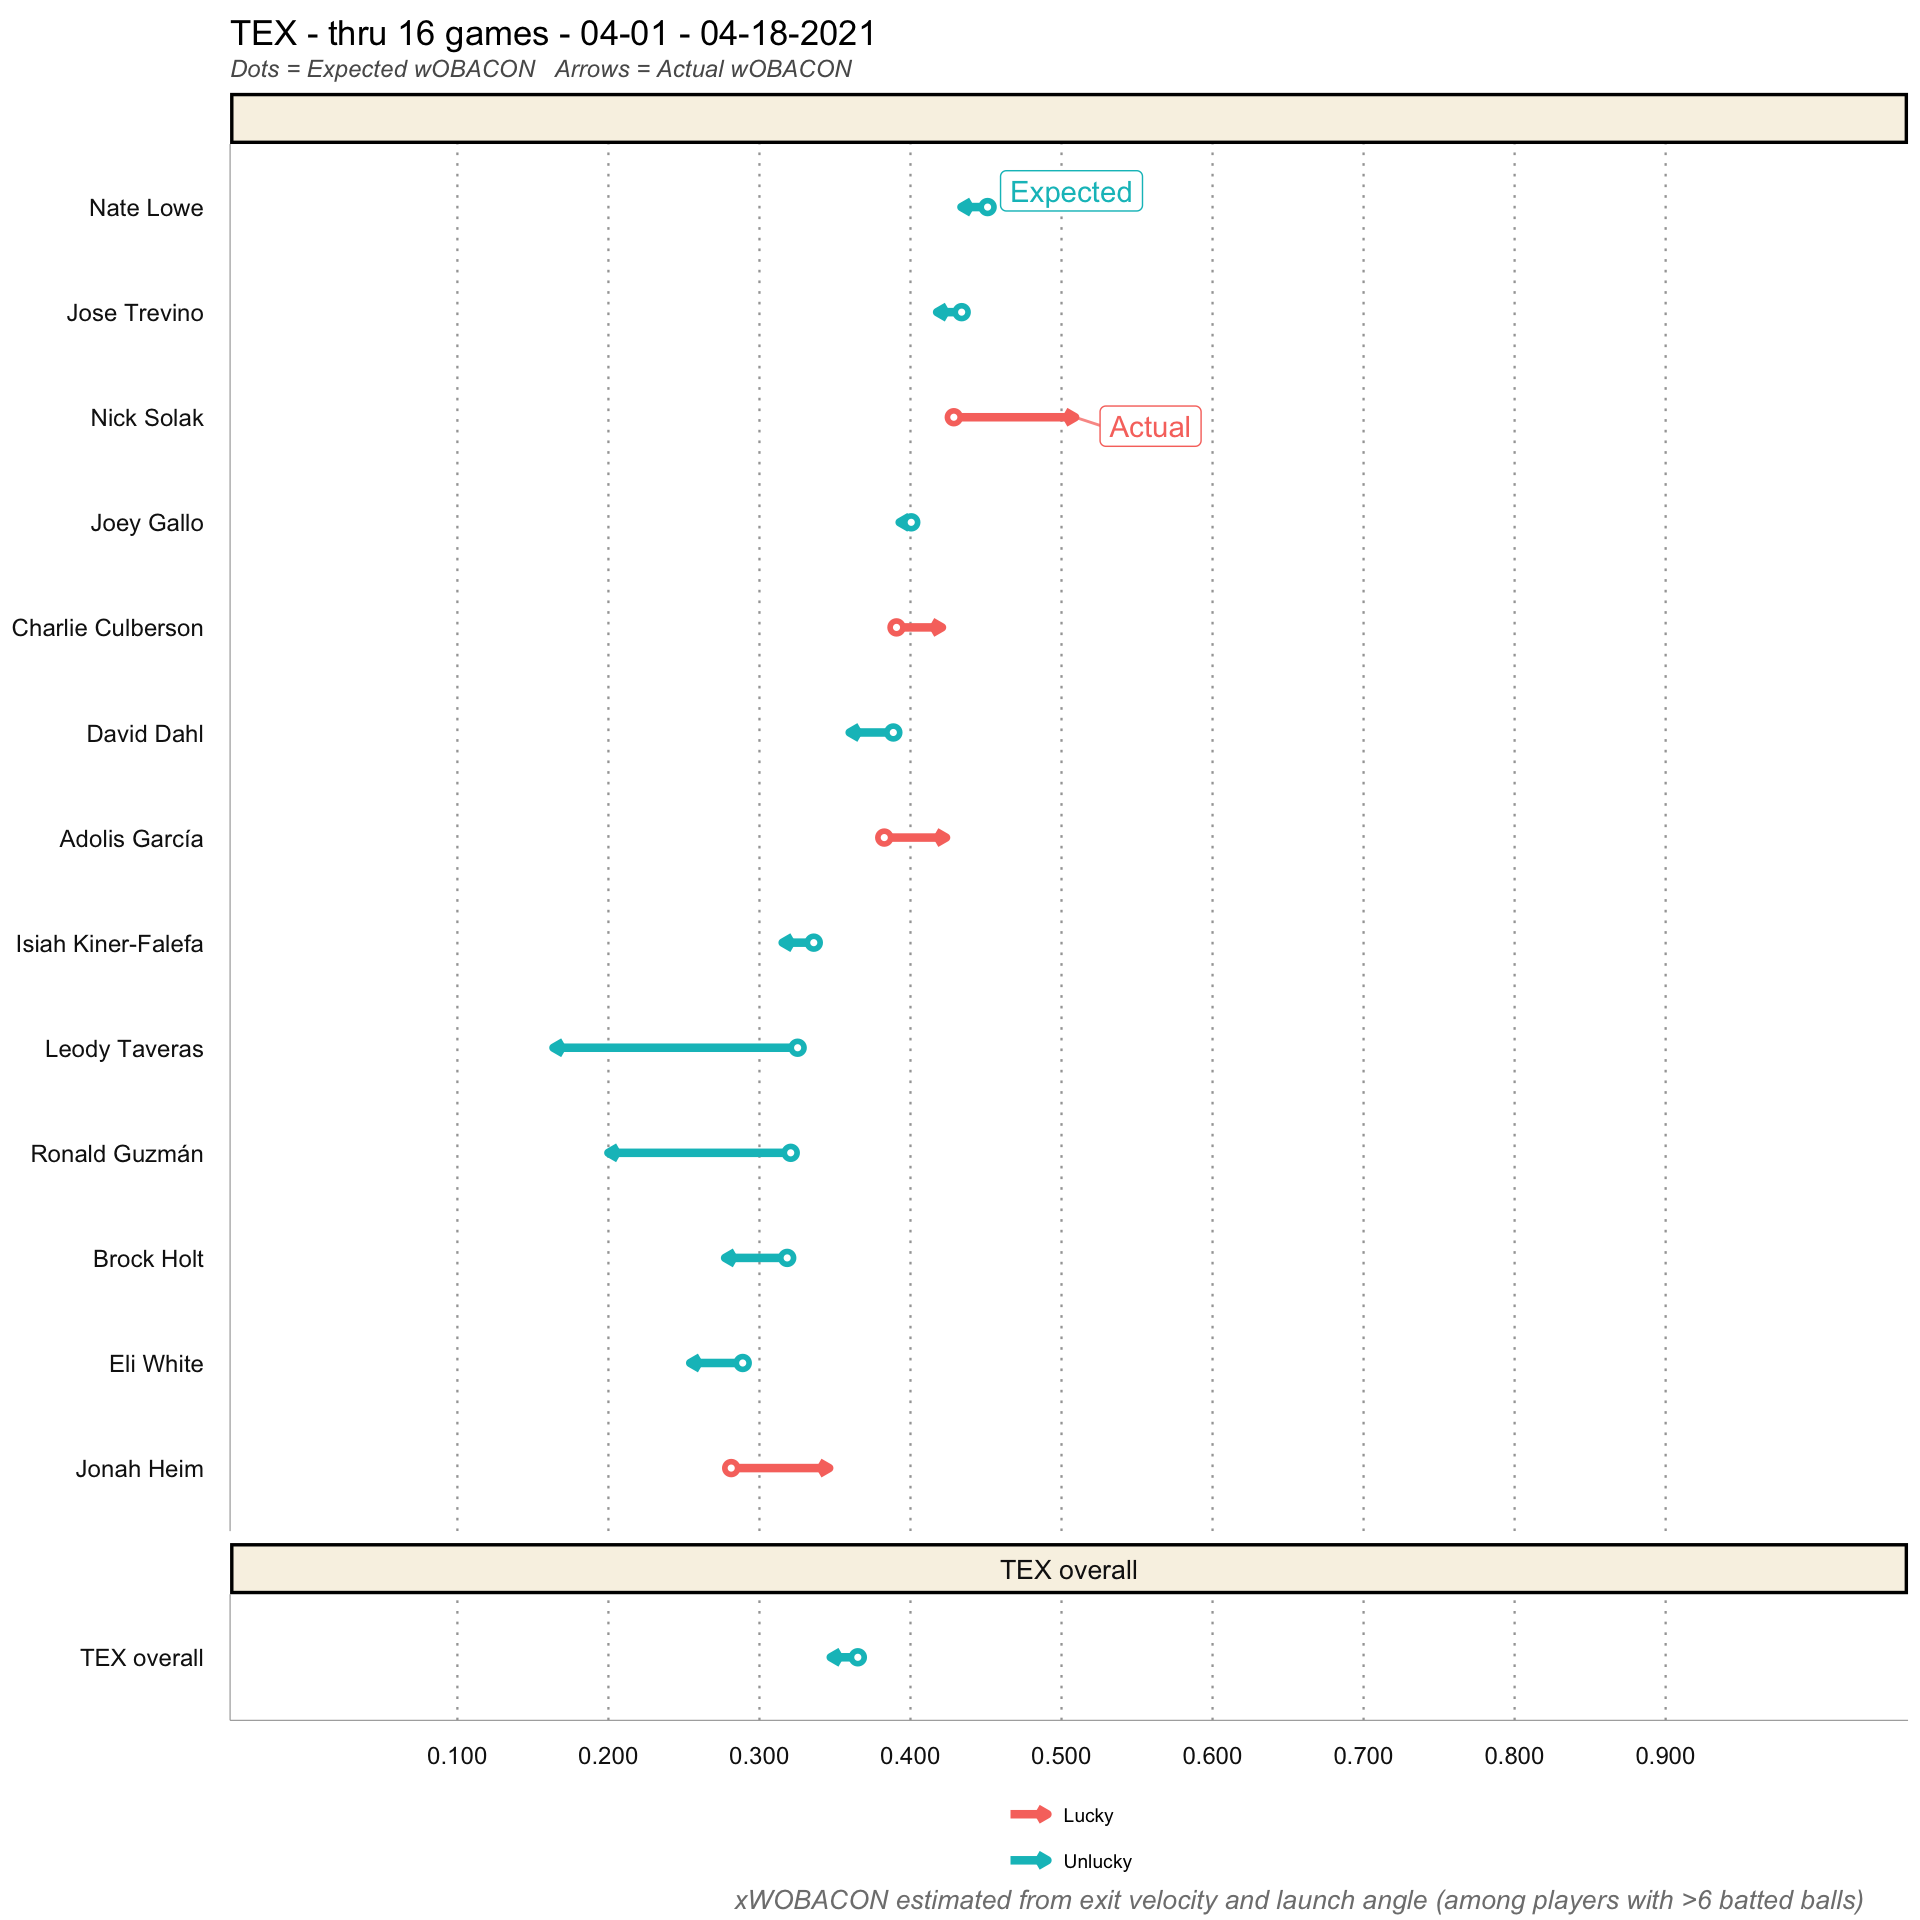 TEX - thru 16 games - 04-01 - 04-18-2021
Dots = Expected wOBACON   Arrows = Actual wOBACON
Nate Lowe
Expected
Jose Trevino
Nick Solak
Actual
Joey Gallo
Charlie Culberson
David Dahl
Adolis García
Isiah Kiner-Falefa
Leody Taveras
Ronald Guzmán
Brock Holt
Eli White
Jonah Heim
TEX overall
TEX overall
0.100 0.200 0.300 0.400 0.500 0.600 0.700 0.800 0.900
Lucky
Unlucky
xWOBACON estimated from exit velocity and launch angle (among players with >6 batted balls)